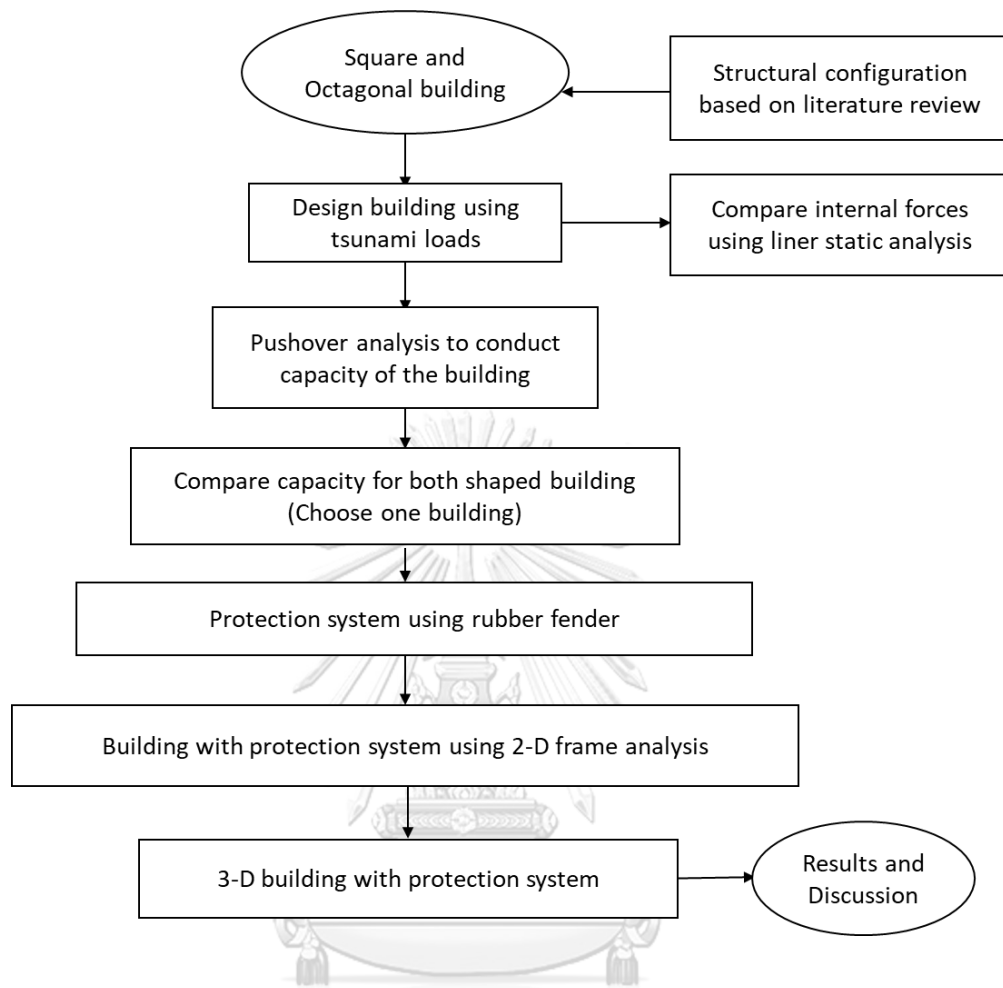 Square and
Octagonal building
Structural configuration
based on literature review
Design building using
tsunami loads
Compare internal forces
using liner static analysis
Pushover analysis to conduct
capacity of the building
Compare capacity for both shaped building
(Choose one building)
Protection system using rubber fender
Building with protection system using 2-D frame analysis
3-D building with protection system
Results and
Discussion